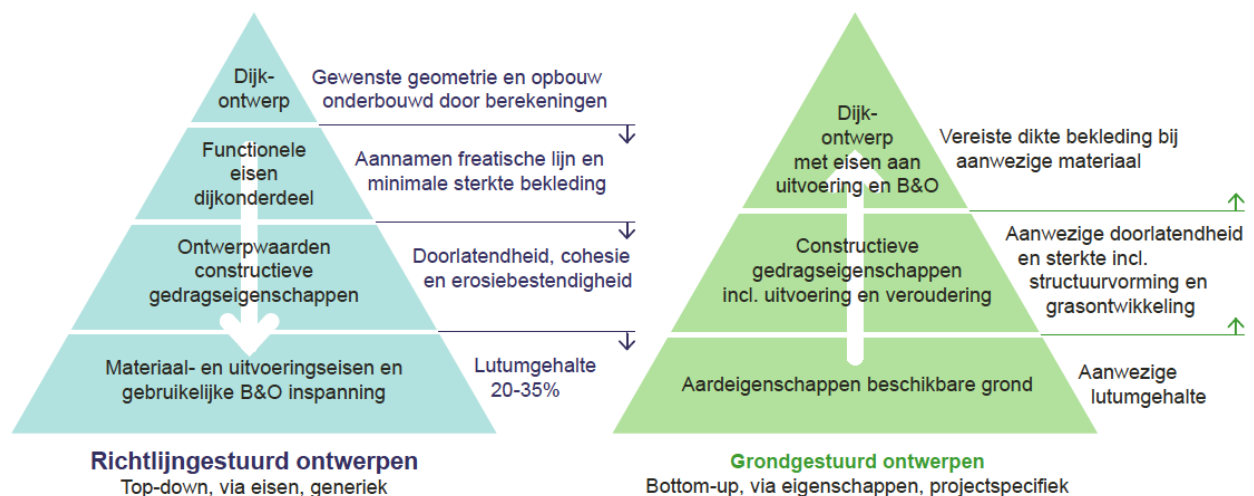 Dijk-
ontwerp
Gewenste geometrie en opbouw
onderbouwd door berekeningen
Functionele
eisen
dijkonderdeel
Aannamen freatische lijn en
minimale sterkte bekleding
Ontwerpwaarden
constructieve
gedragseigenschappen
Doorlatendheid, cohesie
en erosiebestendigheid
Materiaal- en uitvoeringseisen en
gebruikelijke B&O inspanning
Lutumgehalte
20-35%
Richtlijngestuurd ontwerpen
Top-down, via eisen, generiek
Dijk-
ontwerp
met eisen aan
uitvoering en B&O
Vereiste dikte bekleding bij
aanwezige materiaal
Constructieve
gedragseigenschappen
incl. uitvoering en veroudering
Aanwezige doorlatendheid
en sterkte incl.
structuurvorming en
grasontwikkeling
Aardeigenschappen beschikbare grond
Aanwezige
lutumgehalte
Grondgestuurd ontwerpen
Bottom-up, via eigenschappen, projectspecifiek